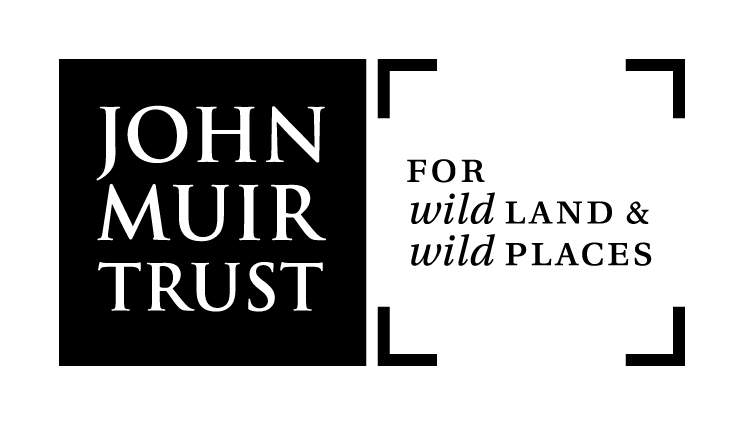 JOHN
MUIR
TRUST
FOR
wild LAND &
wild PLACES